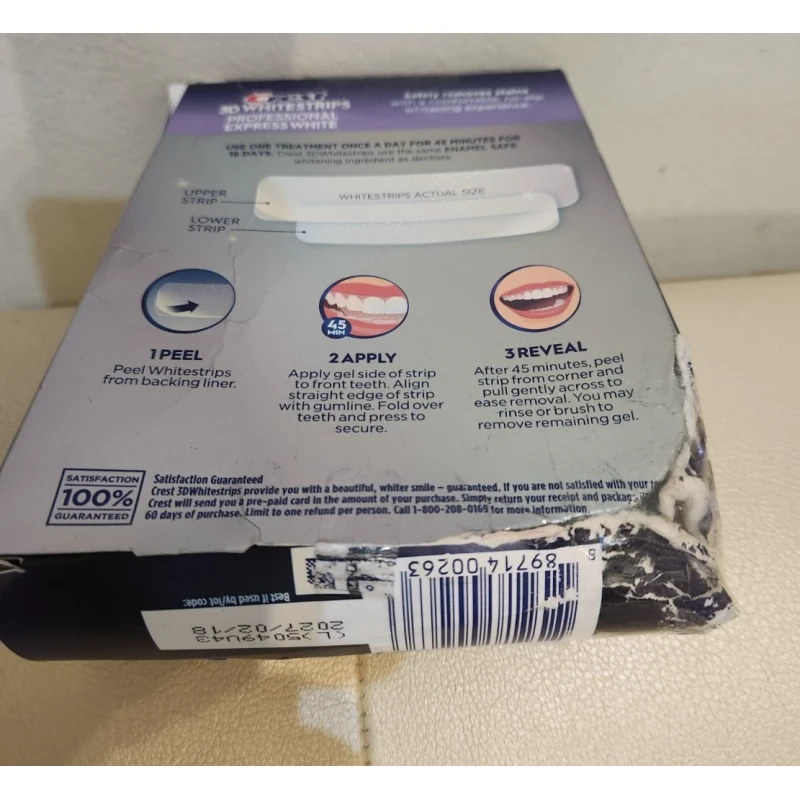 Crest
3D WHITESTRIPS
PROFESSIONAL
EXPRESS WHITE
Safely removes stains
with a comfortable, no-slip
whitening experience.
USE ONE TREATMENT ONCE A DAY FOR 45 MINUTES FOR
18 DAYS. Crest 3DWhitestrips use the same ENAMEL SAFE
whitening ingredient as dentists.
UPPER
STRIP
WHITESTRIPS ACTUAL SIZE
LOWER
STRIP
45
MIN
1 PEEL
Peel Whitestrips
from backing liner.
2 APPLY
Apply gel side of strip
to front teeth. Align
straight edge of strip
with gumline. Fold over
teeth and press to
secure.
3 REVEAL
After 45 minutes, peel
strip from corner and
pull gently across to
ease removal. You may
rinse or brush to
remove remaining gel.
SATISFACTION
100%
GUARANTEED
Satisfaction Guaranteed
Crest 3DWhitestrips provide you with a beautiful, whiter smile – guaranteed. If you are not satisfied with your
Crest will send you a pre-paid card in the amount of your purchase. Simply return your receipt and
60 days of purchase. Limit to one refund per person. Call 1-800-208-0169 for more information.
Best if used by/lot code:
2027/02/18
89714 00263 8